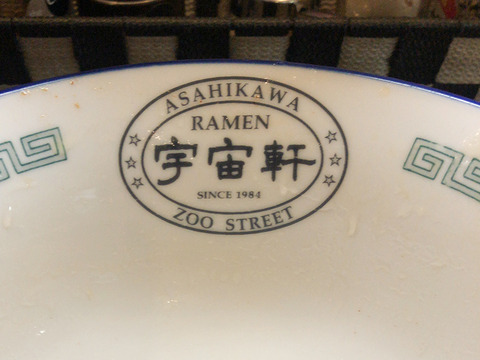 ASAHIKAWA
RAMEN
宇宙軒
SINCE 1984
ZOO STREET